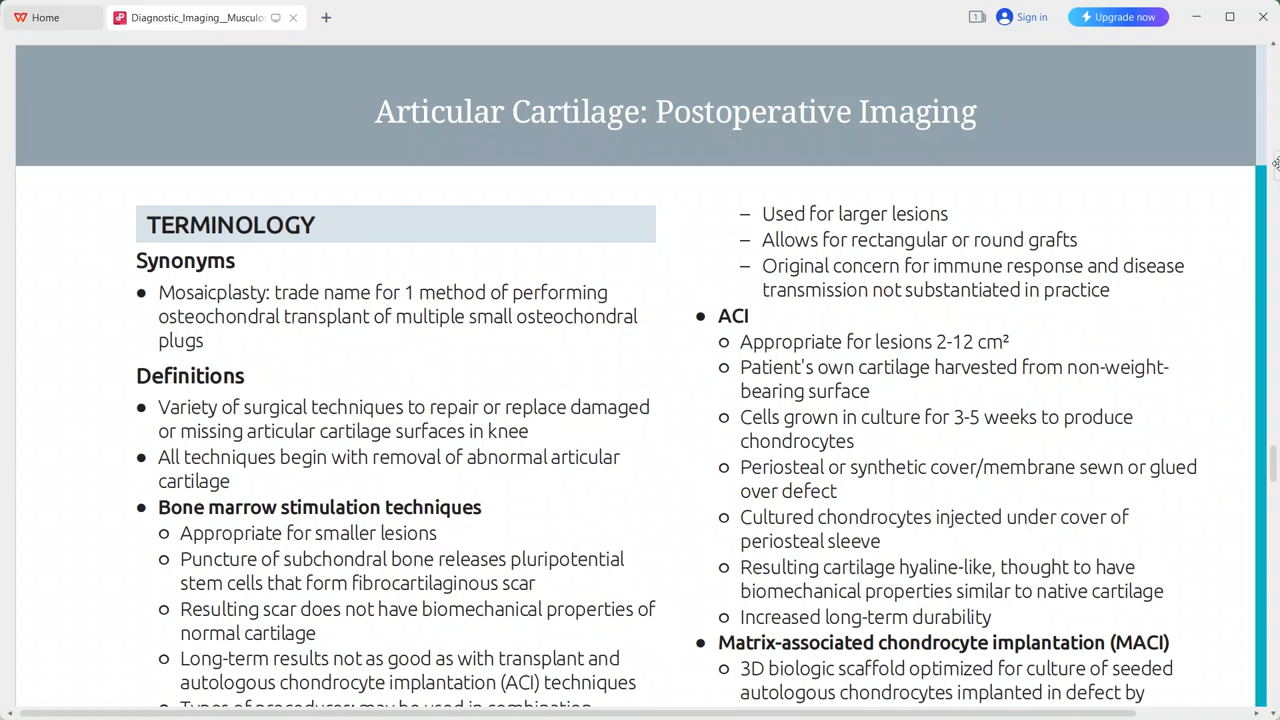 Home
Diagnostic_Imaging__Musculos
1
Sign in
Upgrade now
Articular Cartilage: Postoperative Imaging
TERMINOLOGY
Synonyms
● Mosaicplasty: trade name for 1 method of performing
osteochondral transplant of multiple small osteochondral
plugs
Definitions
● Variety of surgical techniques to repair or replace damaged
or missing articular cartilage surfaces in knee
● All techniques begin with removal of abnormal articular
cartilage
● Bone marrow stimulation techniques
○ Appropriate for smaller lesions
○ Puncture of subchondral bone releases pluripotential
stem cells that form fibrocartilaginous scar
○ Resulting scar does not have biomechanical properties of
normal cartilage
○ Long-term results not as good as with transplant and
autologous chondrocyte implantation (ACI) techniques
○ Types of procedures; may be used in combination
– Used for larger lesions
– Allows for rectangular or round grafts
– Original concern for immune response and disease
transmission not substantiated in practice
● ACI
○ Appropriate for lesions 2-12 cm²
○ Patient's own cartilage harvested from non-weight-
bearing surface
○ Cells grown in culture for 3-5 weeks to produce
chondrocytes
○ Periosteal or synthetic cover/membrane sewn or glued
over defect
○ Cultured chondrocytes injected under cover of
periosteal sleeve
○ Resulting cartilage hyaline-like, thought to have
biomechanical properties similar to native cartilage
○ Increased long-term durability
● Matrix-associated chondrocyte implantation (MACI)
○ 3D biologic scaffold optimized for culture of seeded
autologous chondrocytes implanted in defect by